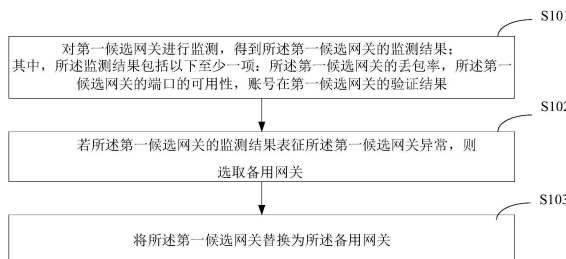 S101
对第一候选网关进行监测，得到所述第一候选网关的监测结果；
其中，所述监测结果包括以下至少一项：所述第一候选网关的丢包率，所述第一
候选网关的端口的可用性，账号在第一候选网关的验证结果
S102
若所述第一候选网关的监测结果表征所述第一候选网关异常，则
选取备用网关
S103
将所述第一候选网关替换为所述备用网关